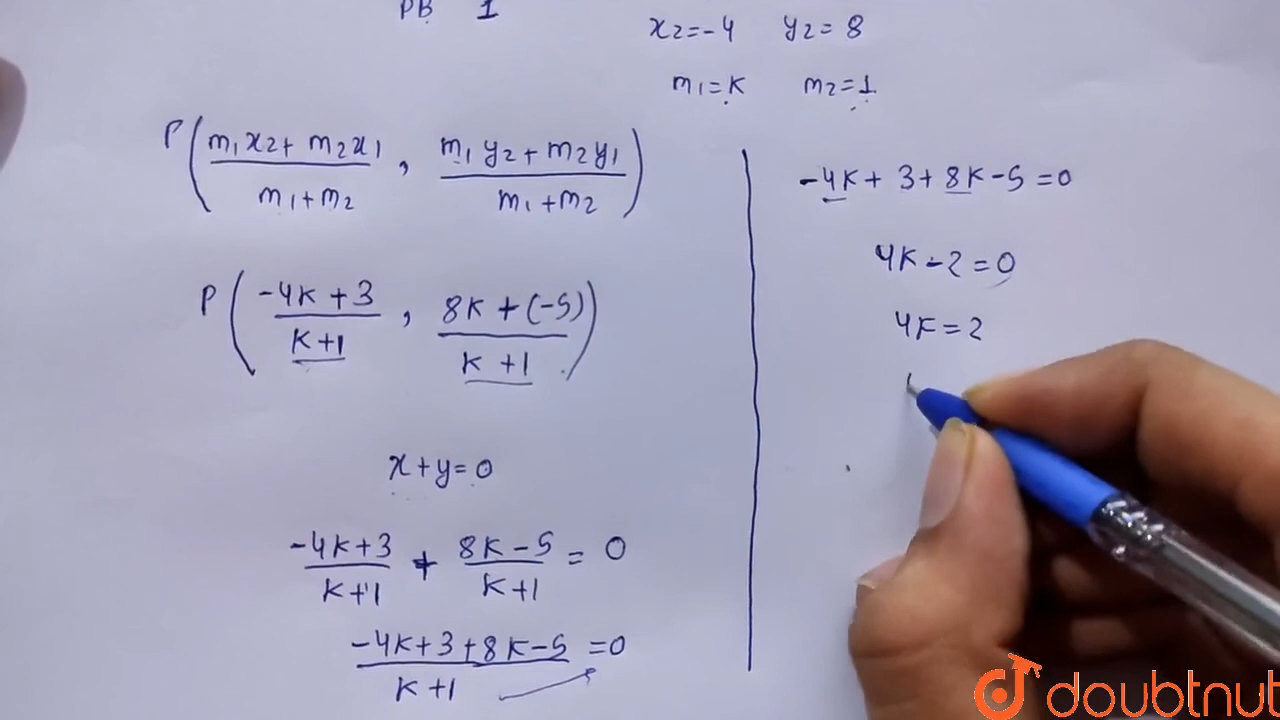 PB 1
x2=-4 y2=8
m1=K m2=1
P(m1x2+m2x1/m1+m2, m1y2+m2y1/m1+m2)
P(-4K+3/K+1, 8K+(-5)/K+1)
x+y=0
-4K+3/K+1 + 8K-5/K+1 = 0
-4K+3+8K-5/K+1 =0
-4K+3+8K-5=0
4K-2=0
4K=2
doubtnut